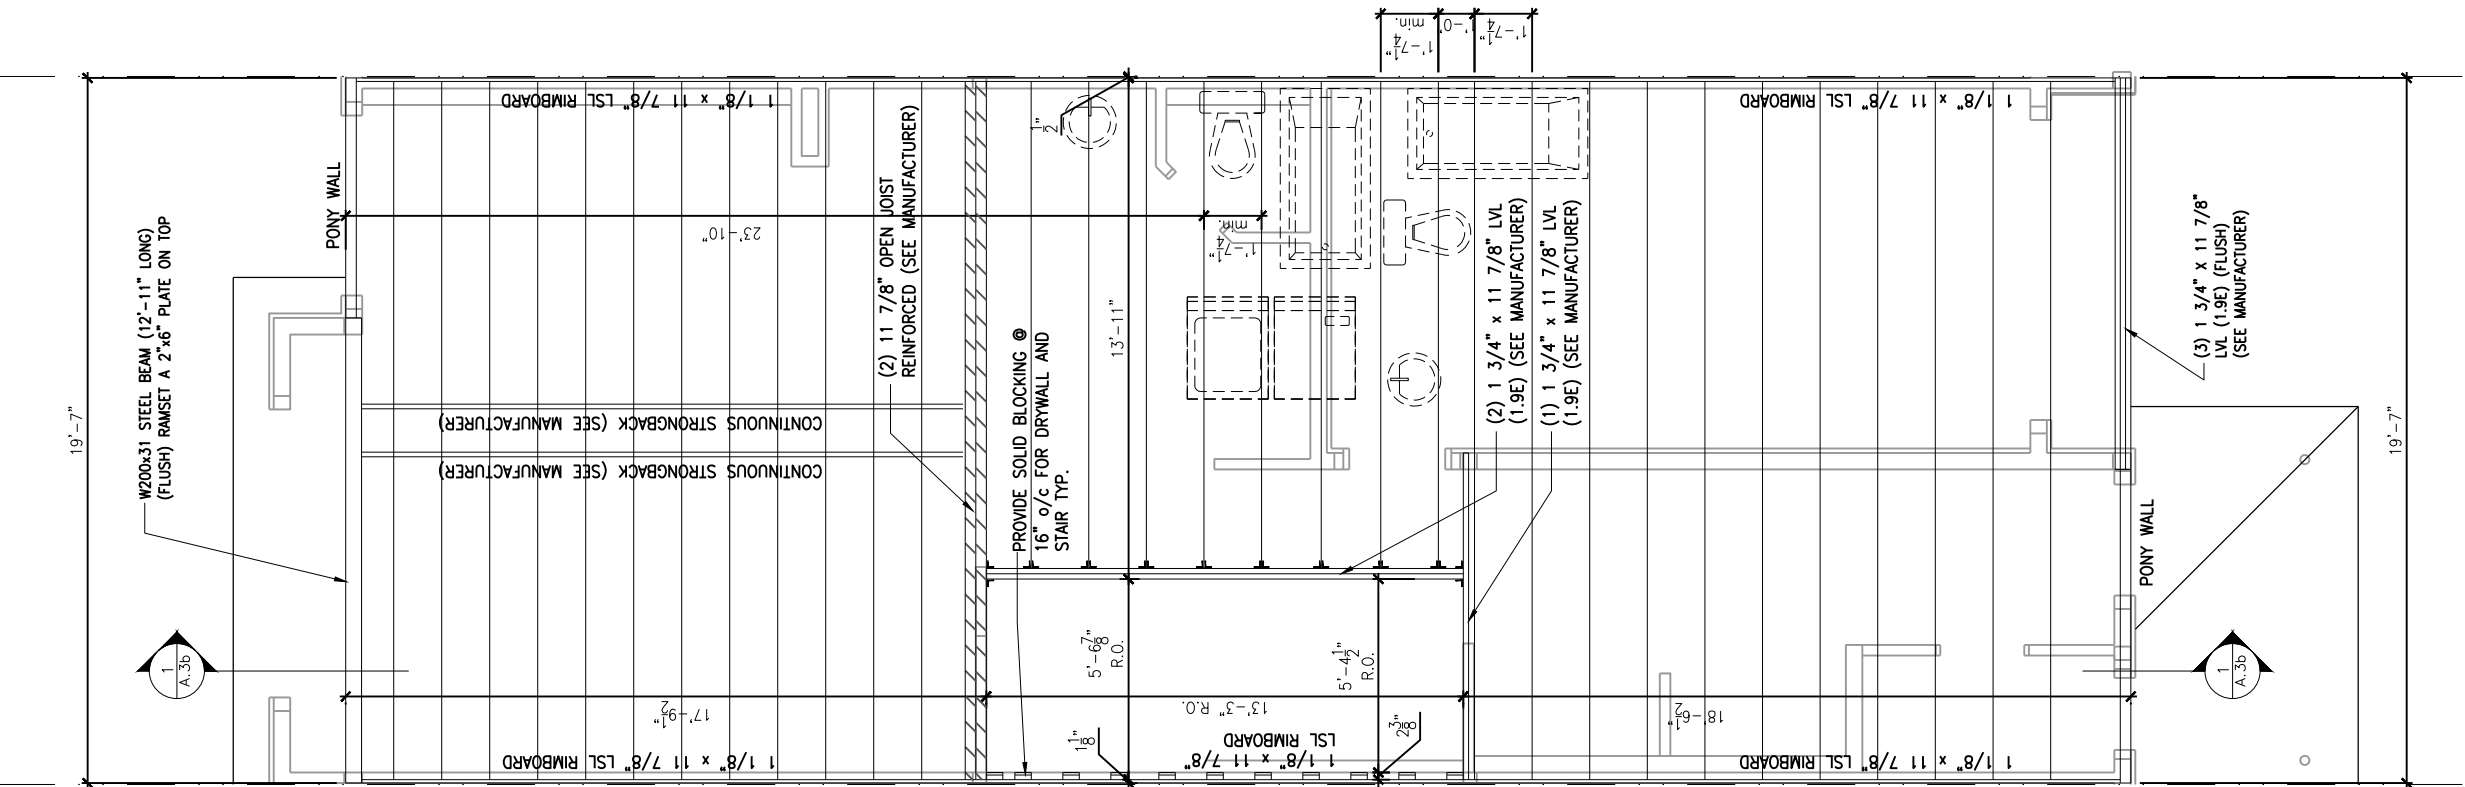 1'-7 1/4"
min.
1'-0"
1'-7 1/4"
1 1/8" x 11 7/8" LSL RIMBOARD
1 1/8" x 11 7/8" LSL RIMBOARD
PONY WALL
W200x31 STEEL BEAM (12'-11" LONG)
(FLUSH) RAMSET A 2"x6" PLATE ON TOP
19'-7"
23'-10"
(2) 11 7/8" OPEN JOIST
REINFORCED (SEE MANUFACTURER)
1/2"
1'-7 1/4"
min.
13'-11"
PROVIDE SOLID BLOCKING @
16" o/c FOR DRYWALL AND
STAIR TYP.
CONTINUOUS STRONGBACK (SEE MANUFACTURER)
CONTINUOUS STRONGBACK (SEE MANUFACTURER)
(2) 1 3/4" x 11 7/8" LVL
(1.9E) (SEE MANUFACTURER)
(1) 1 3/4" x 11 7/8" LVL
(1.9E) (SEE MANUFACTURER)
(3) 1 3/4" x 11 7/8"
LVL (1.9E) (FLUSH)
(SEE MANUFACTURER)
19'-7"
PONY WALL
1
A.3b
1
A.3b
17'-9 1/2"
5'-6 7/8"
R.O.
5'-4 1/2"
R.O.
13'-3" R.O.
18'-6 1/2"
1 1/8"
2 3/8"
1 1/8" x 11 7/8" LSL RIMBOARD
1 1/8" x 11 7/8"
LSL RIMBOARD
1 1/8" x 11 7/8" LSL RIMBOARD